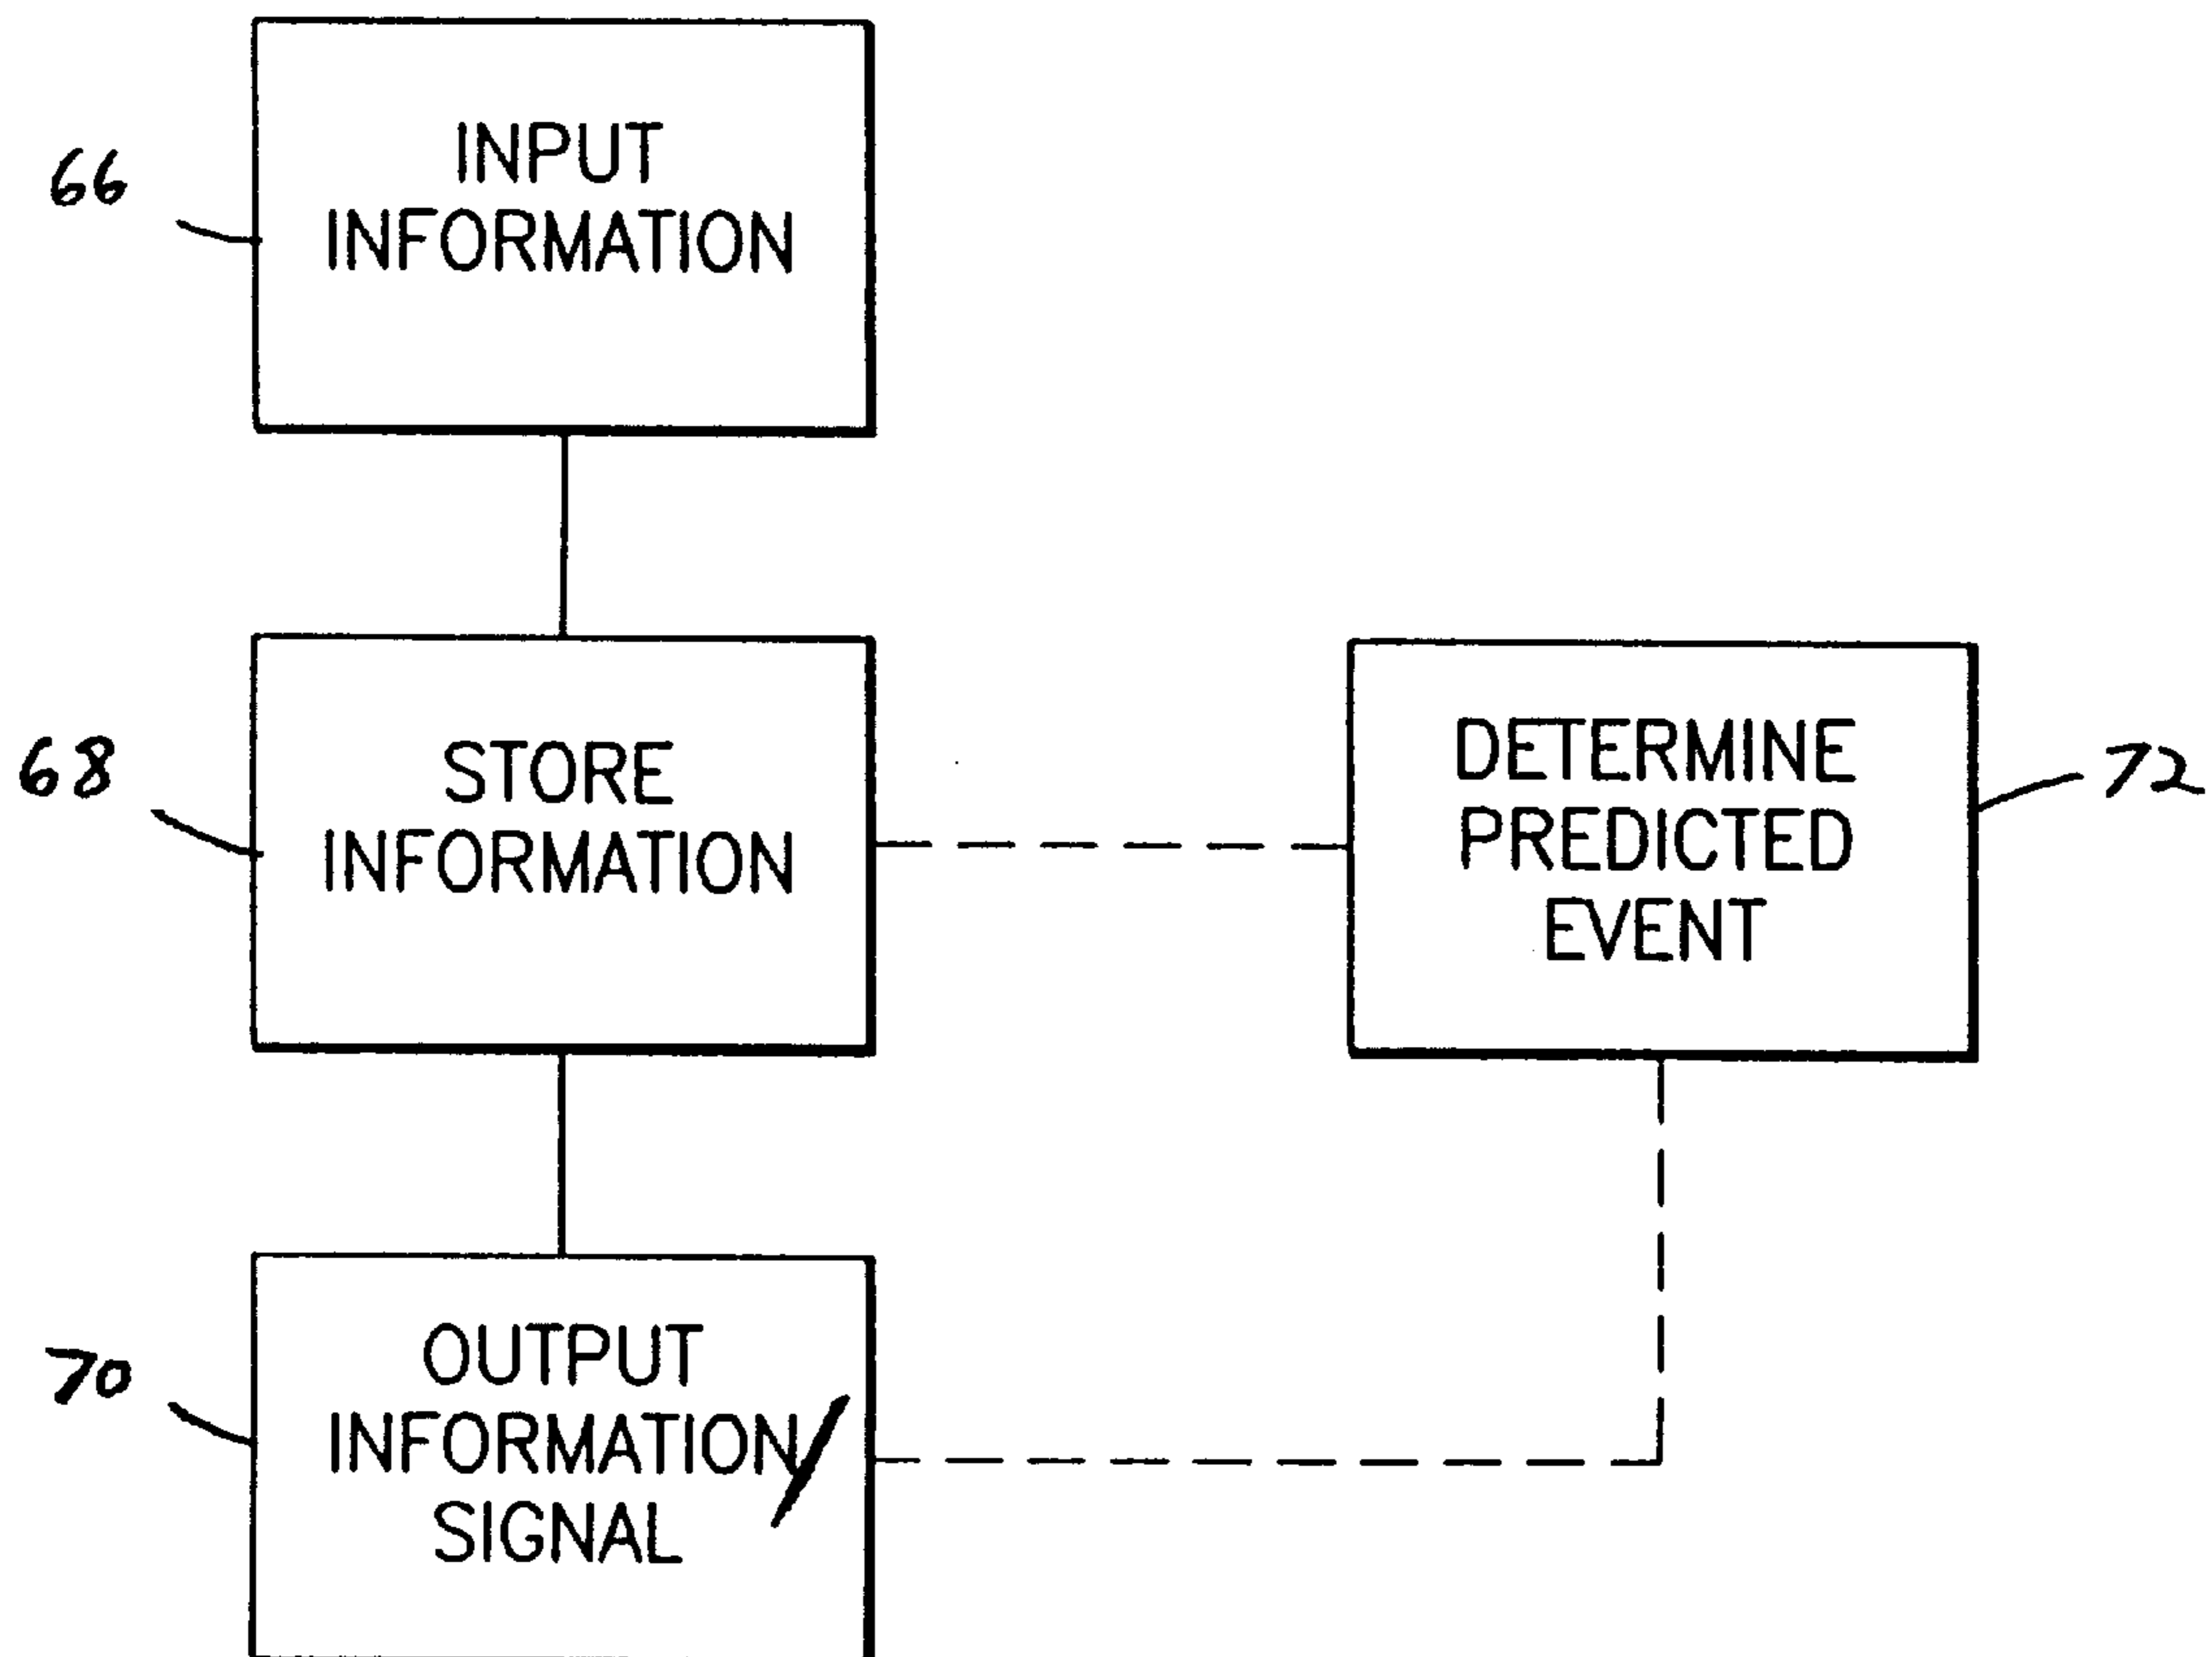 66
INPUT
INFORMATION
68
STORE
INFORMATION
DETERMINE
PREDICTED
EVENT
72
70
OUTPUT
INFORMATION/
SIGNAL